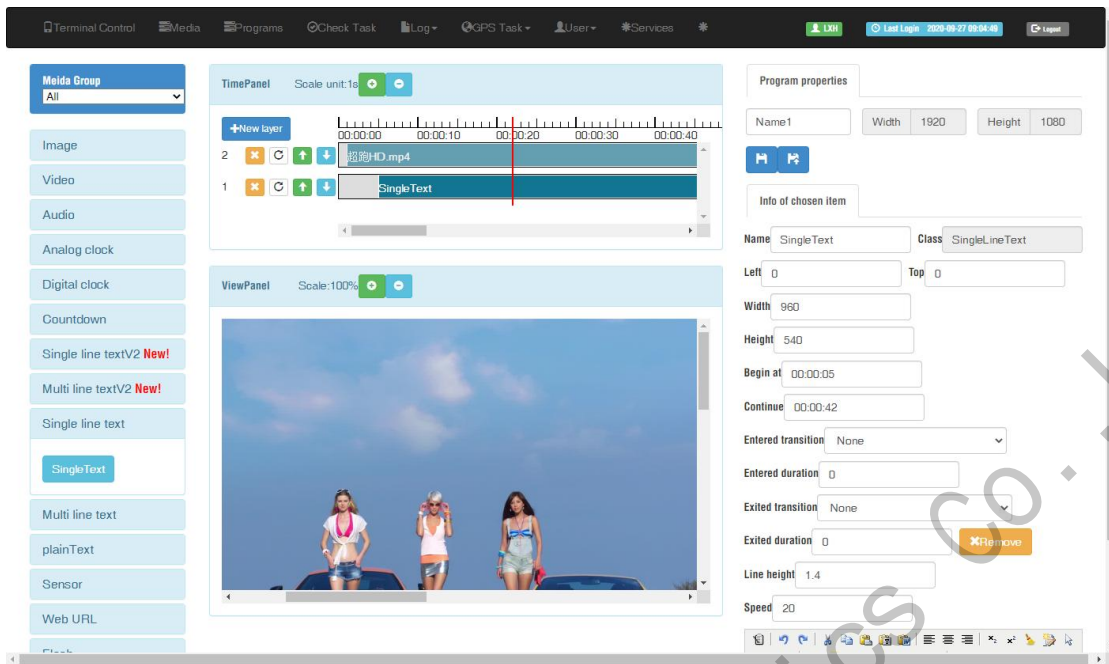 Terminal Control Media Programs Check Task Log GPS Task User Services LXH Last Login 2020-09-27 09:04:49 Logout
Meida Group
All
Image
Video
Audio
Analog clock
Digital clock
Countdown
Single line textV2 New!
Multi line textV2 New!
Single line text
SingleText
Multi line text
plainText
Sensor
Web URL
Flash
TimePanel Scale unit:1s
New layer
00:00:00 00:00:10 00:00:20 00:00:30 00:00:40
2 超跑HD.mp4
1 SingleText
ViewPanel Scale:100%
Program properties
Name1 Width 1920 Height 1080
Info of chosen item
Name SingleText Class SingleLineText
Left 0 Top 0
Width 960
Height 540
Begin at 00:00:05
Continue 00:00:42
Entered transition None
Entered duration 0
Exited transition None
Exited duration 0 Remove
Line height 1.4
Speed 20
ics Co.